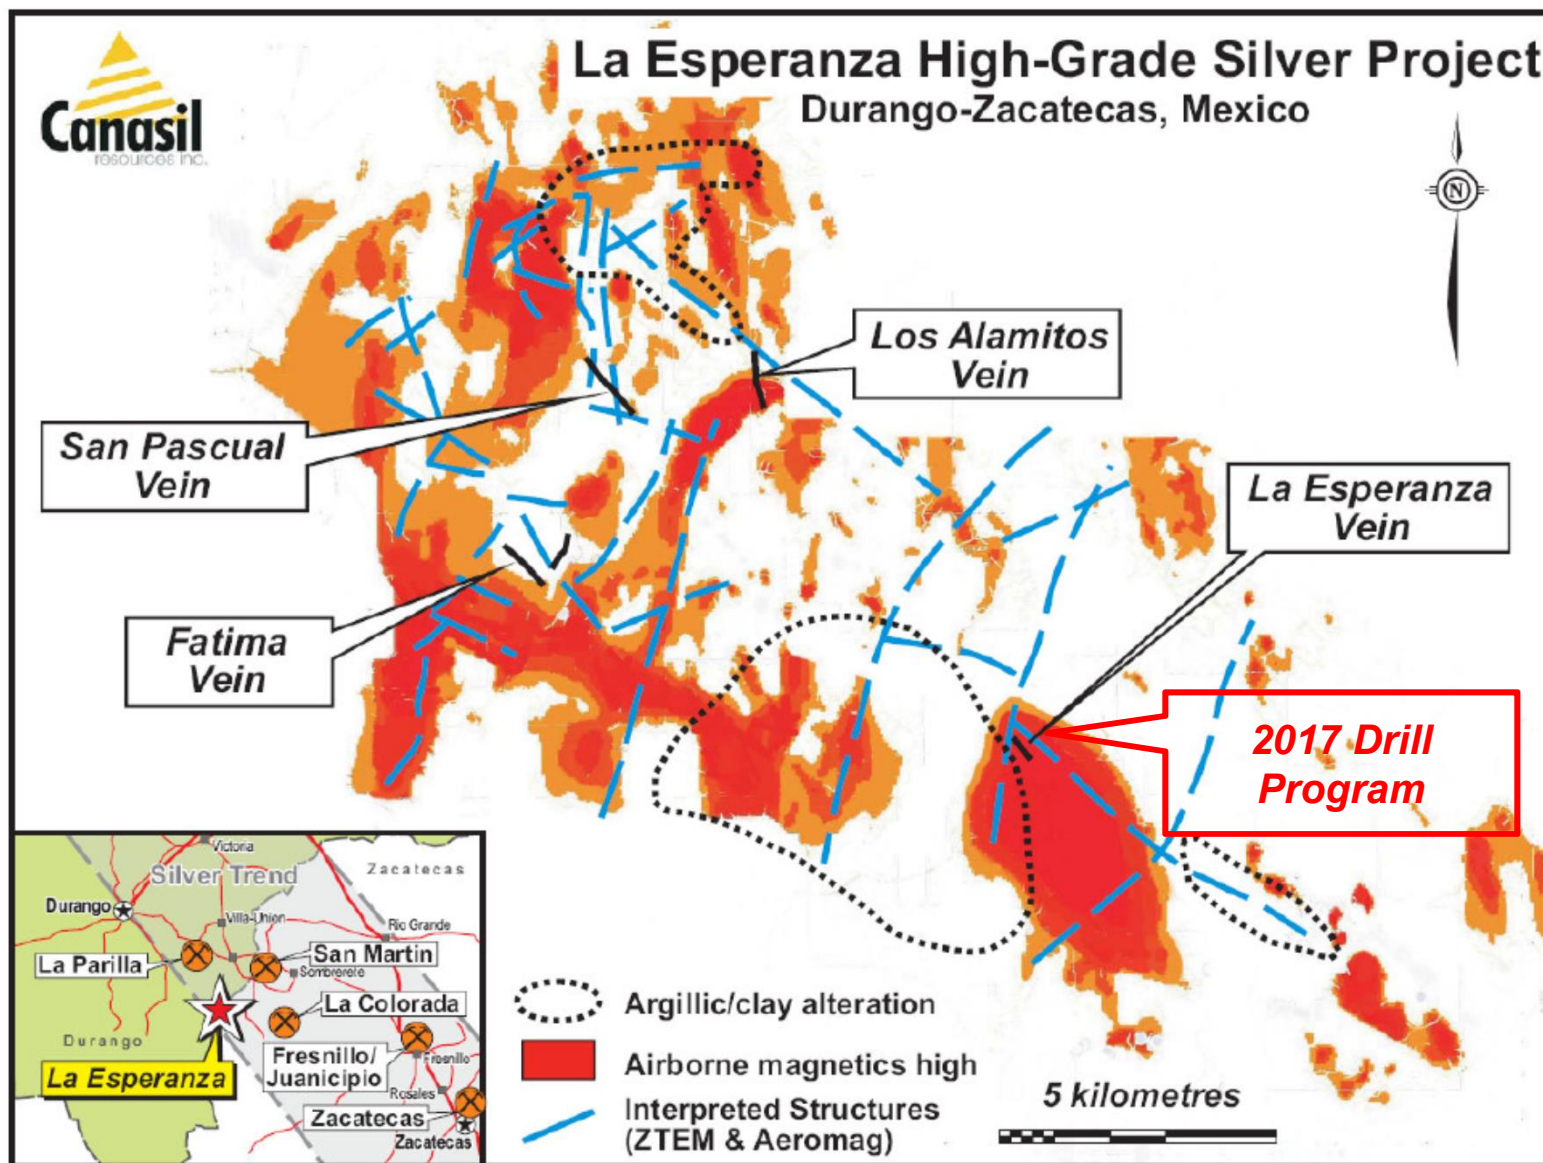 La Esperanza High-Grade Silver Project
Durango-Zacatecas, Mexico
Canasil
resources inc.
N
Los Alamitos
Vein
San Pascual
Vein
La Esperanza
Vein
Fatima
Vein
2017 Drill
Program
Victoria
Silver Trend
Zacatecas
Durango
Villa-Union
Rio Grande
La Parilla
San Martin
Sombrerete
La Colorada
Durango
Fresnillo/
Juanicipio
Fresnillo
La Esperanza
Rosales
Zacatecas
Zacatecas
Argillic/clay alteration
Airborne magnetics high
Interpreted Structures
(ZTEM & Aeromag)
5 kilometres